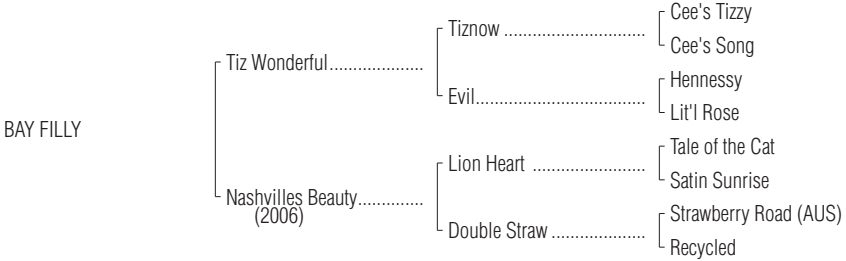 Cee's Tizzy
Tiznow ..............................
Cee's Song
Tiz Wonderful....................
Hennessy
Evil....................................
Lit'l Rose
BAY FILLY
Tale of the Cat
Lion Heart ........................
Satin Sunrise
Nashvilles Beauty..............
(2006)
Strawberry Road (AUS)
Double Straw ....................
Recycled